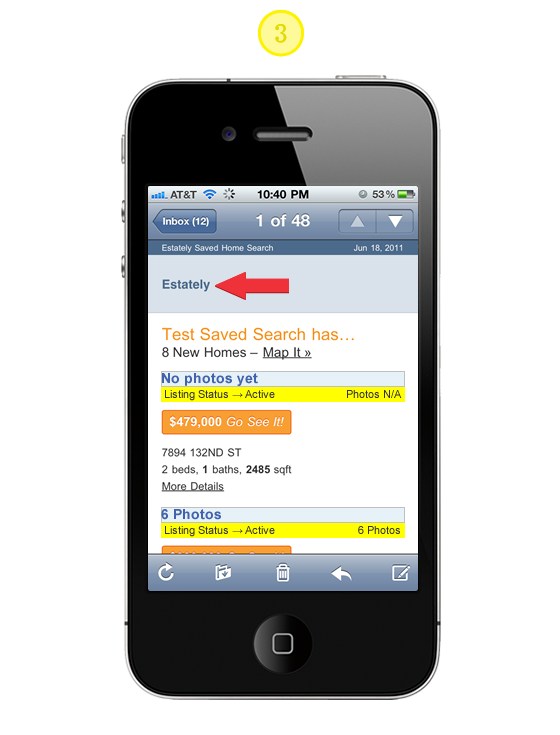 3
AT&T 10:40 PM 53%
Inbox (12) 1 of 48
Estately Saved Home Search Jun 18, 2011
Estately
Test Saved Search has…
8 New Homes – Map It »
No photos yet
Listing Status → Active Photos N/A
$479,000 Go See It!
7894 132ND ST
2 beds, 1 baths, 2485 sqft
More Details
6 Photos
Listing Status → Active 6 Photos